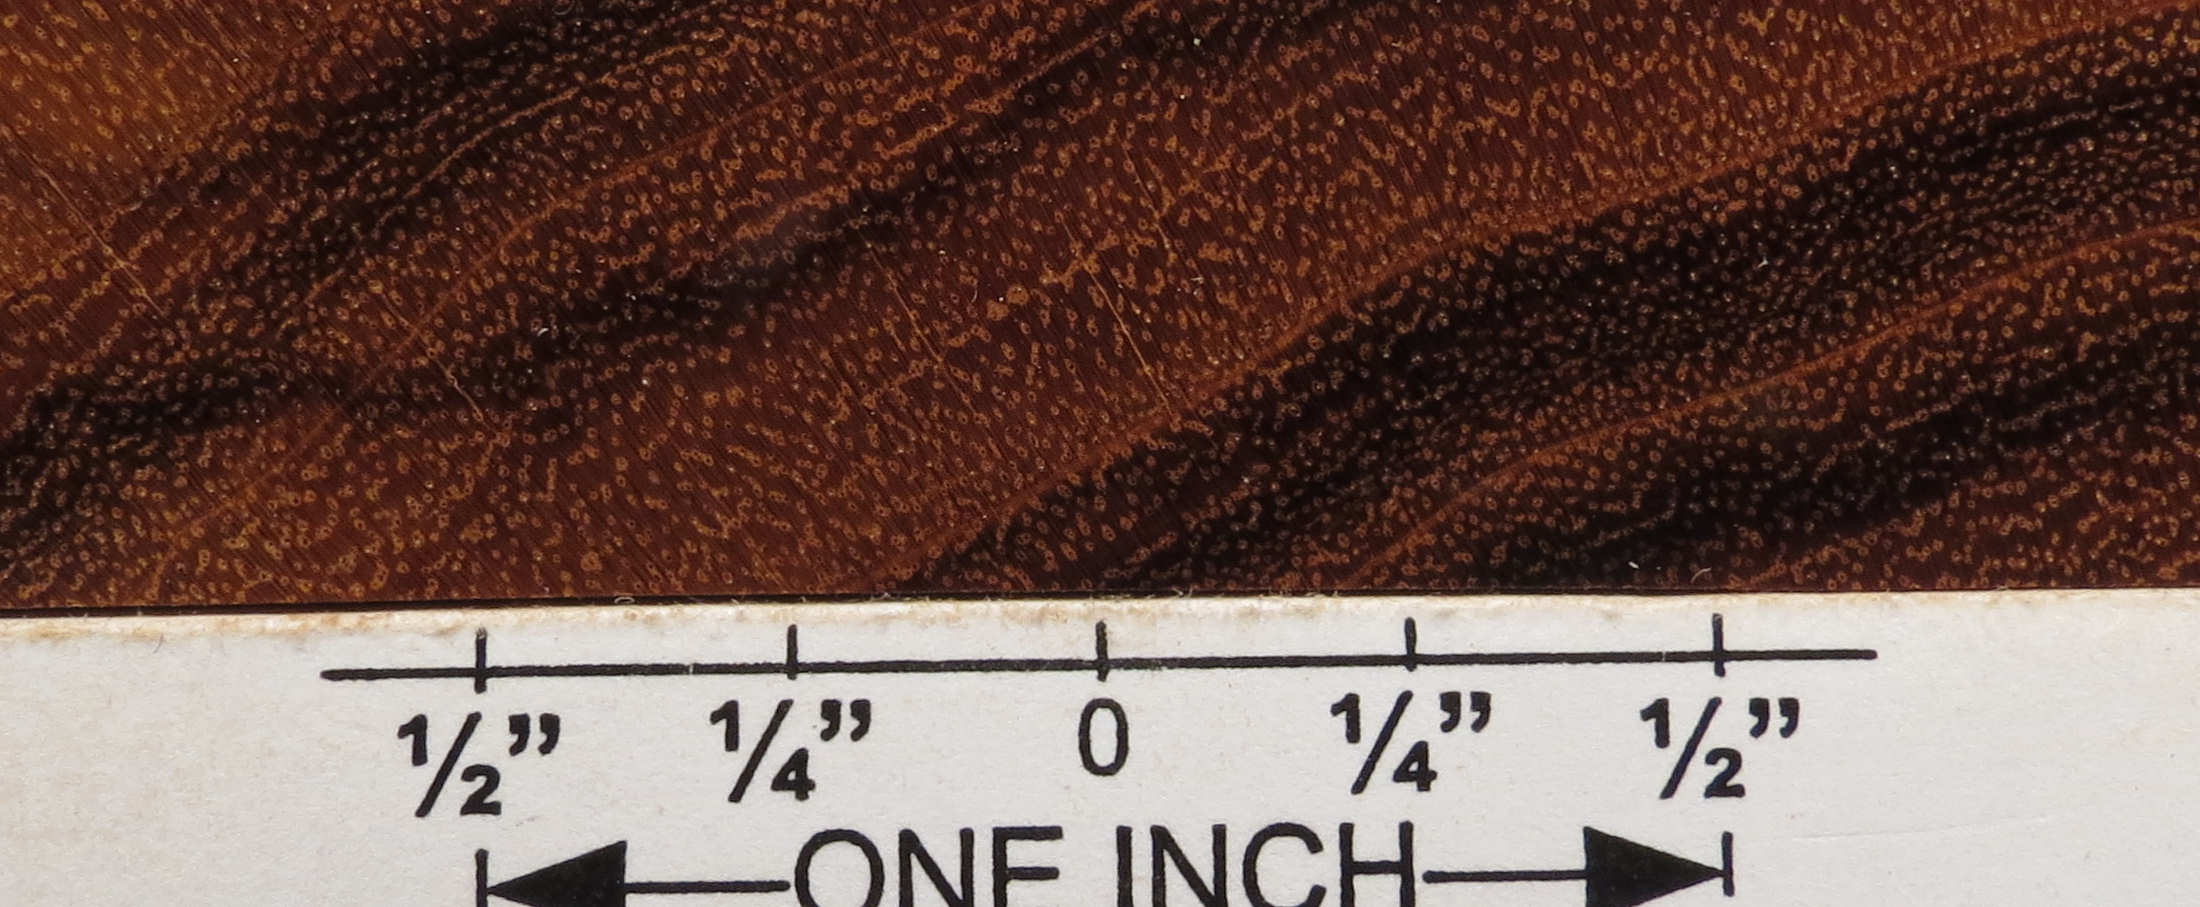 ½” ¼” 0 ¼” ½”
ONE INCH